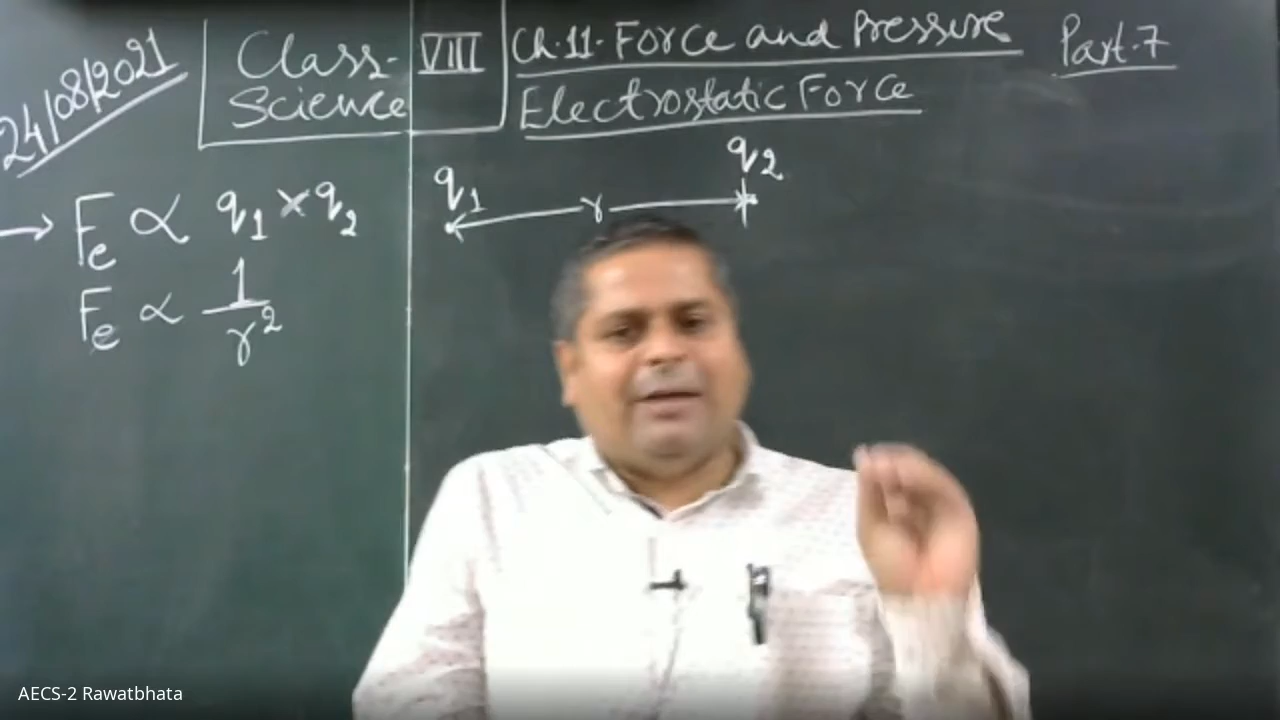 24/08/2021
Class- VIII
Science
Ch.11. Force and Pressure
Electrostatic Force
Part.7
q1 r q2
→ Fe ∝ q1 × q2
Fe ∝ 1/r²
AECS-2 Rawatbhata